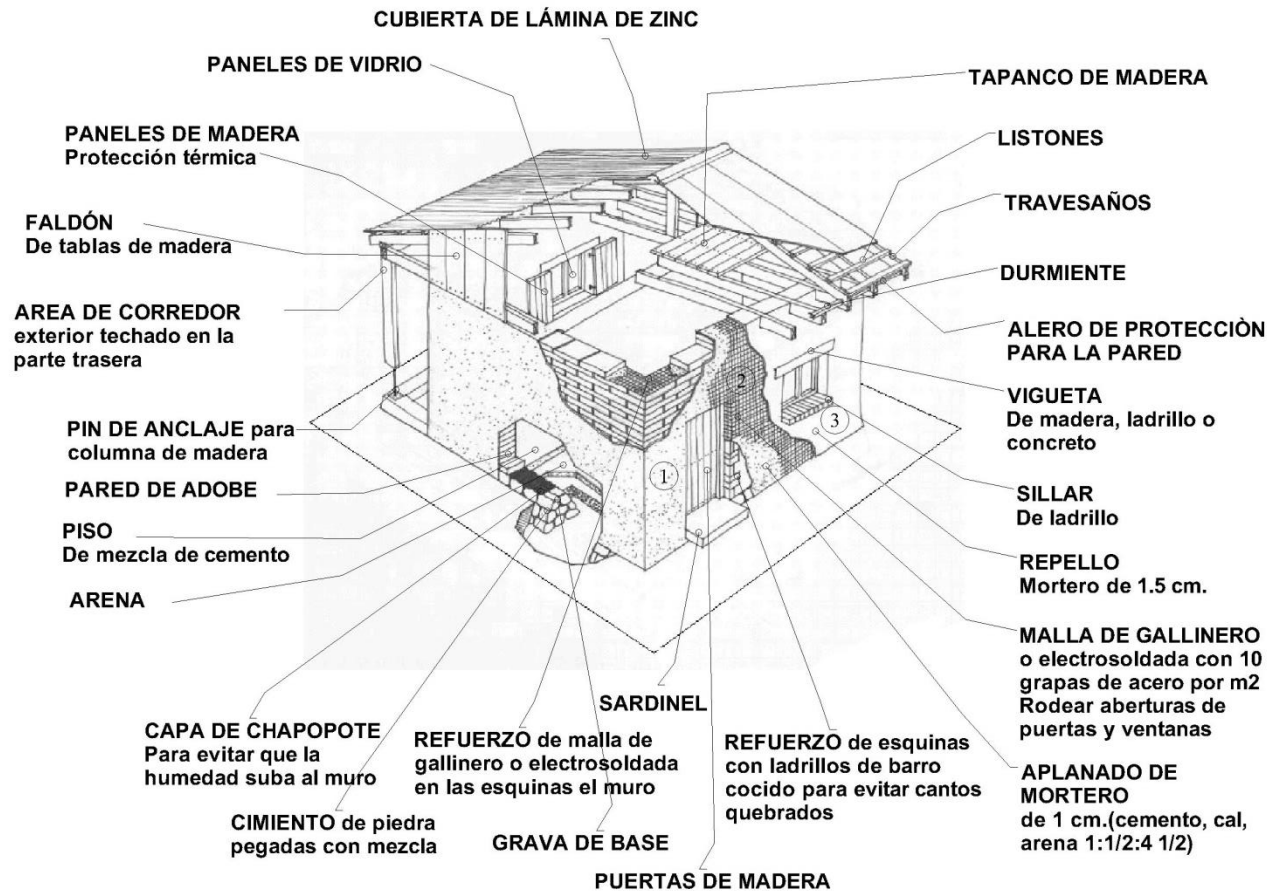 CUBIERTA DE LÁMINA DE ZINC
PANELES DE VIDRIO
PANELES DE MADERA
Protección térmica
FALDÓN
De tablas de madera
AREA DE CORREDOR
exterior techado en la
parte trasera
PIN DE ANCLAJE para
columna de madera
PARED DE ADOBE
PISO
De mezcla de cemento
ARENA
CAPA DE CHAPOPOTE
Para evitar que la
humedad suba al muro
CIMIENTO de piedra
pegadas con mezcla
REFUERZO de malla de
gallinero o electrosoldada
en las esquinas el muro
GRAVA DE BASE
SARDINEL
PUERTAS DE MADERA
REFUERZO de esquinas
con ladrillos de barro
cocido para evitar cantos
quebrados
TAPANCO DE MADERA
LISTONES
TRAVESAÑOS
DURMIENTE
ALERO DE PROTECCIÒN
PARA LA PARED
VIGUETA
De madera, ladrillo o
concreto
SILLAR
De ladrillo
REPELLO
Mortero de 1.5 cm.
MALLA DE GALLINERO
o electrosoldada con 10
grapas de acero por m2
Rodear aberturas de
puertas y ventanas
APLANADO DE
MORTERO
de 1 cm.(cemento, cal,
arena 1:1/2:4 1/2)
1
2
3